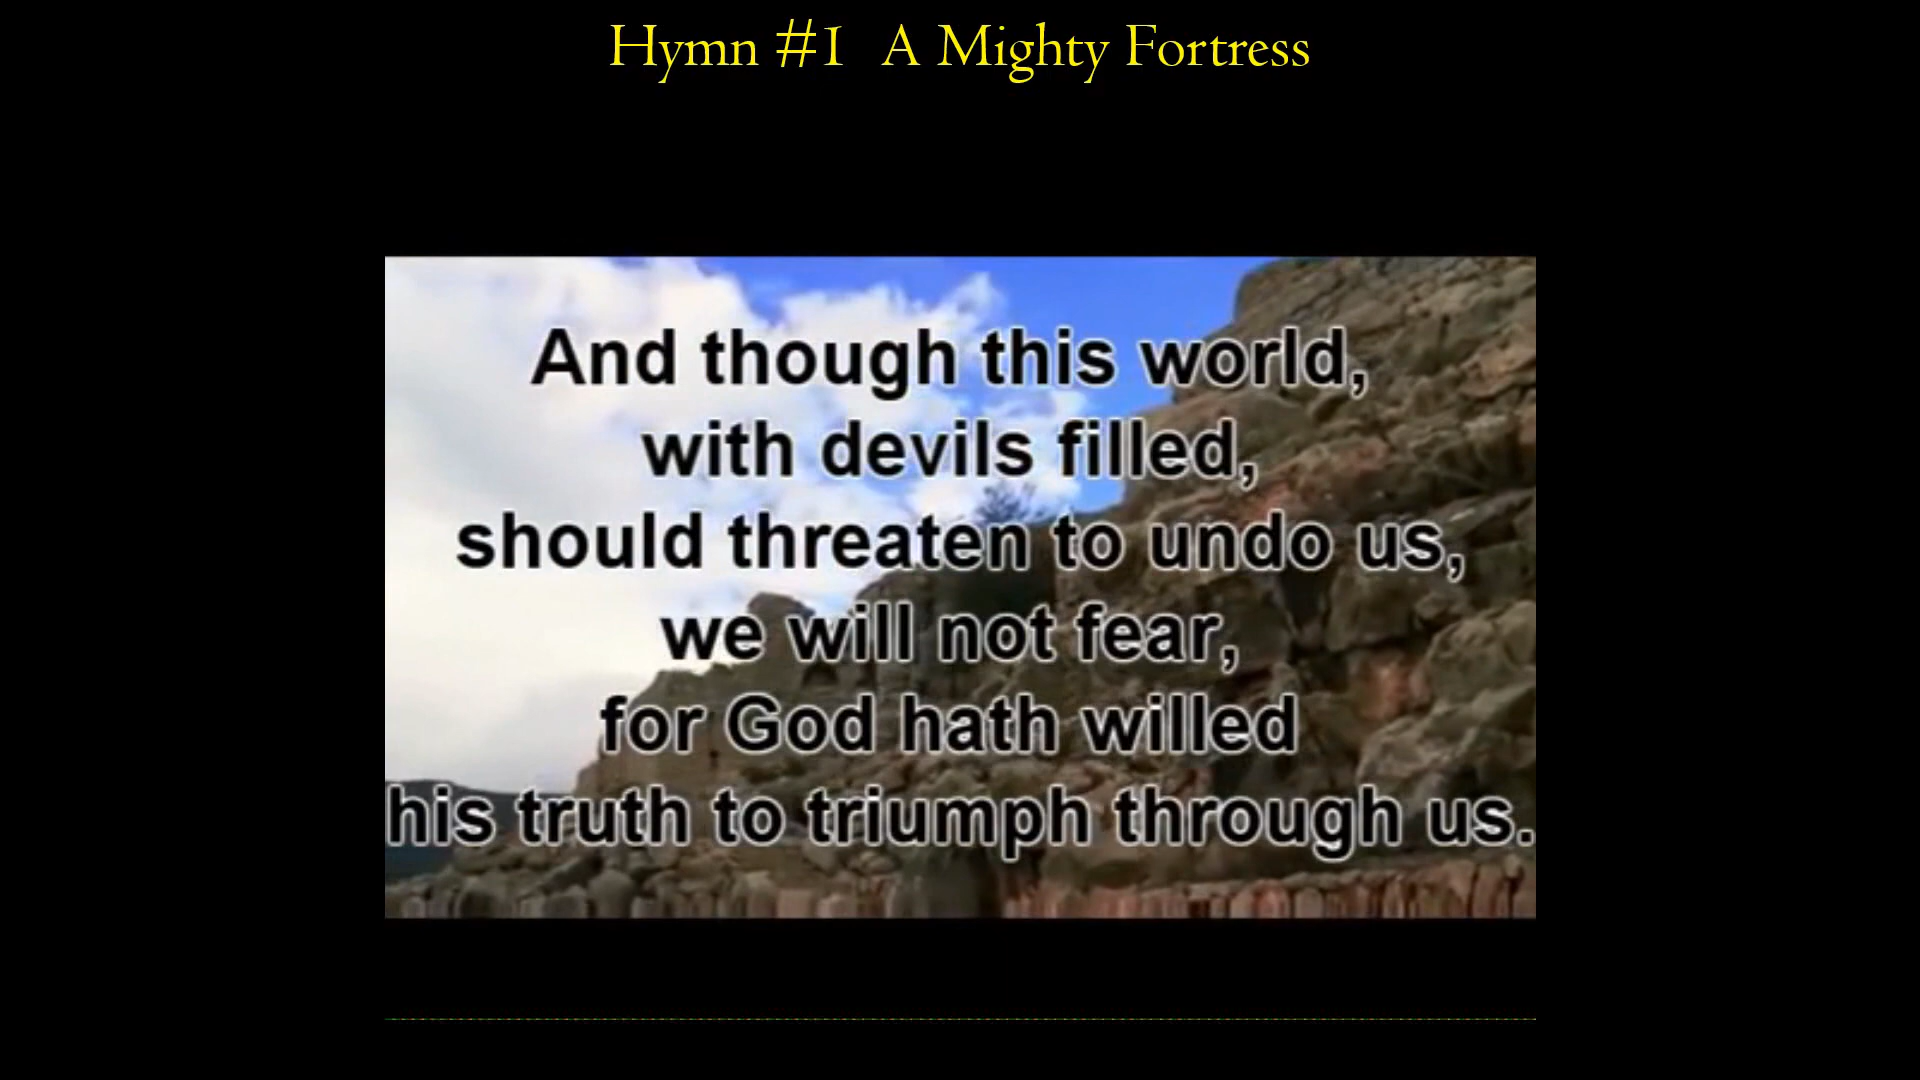 Hymn #1 A Mighty Fortress
And though this world,
with devils filled,
should threaten to undo us,
we will not fear,
for God hath willed
his truth to triumph through us.